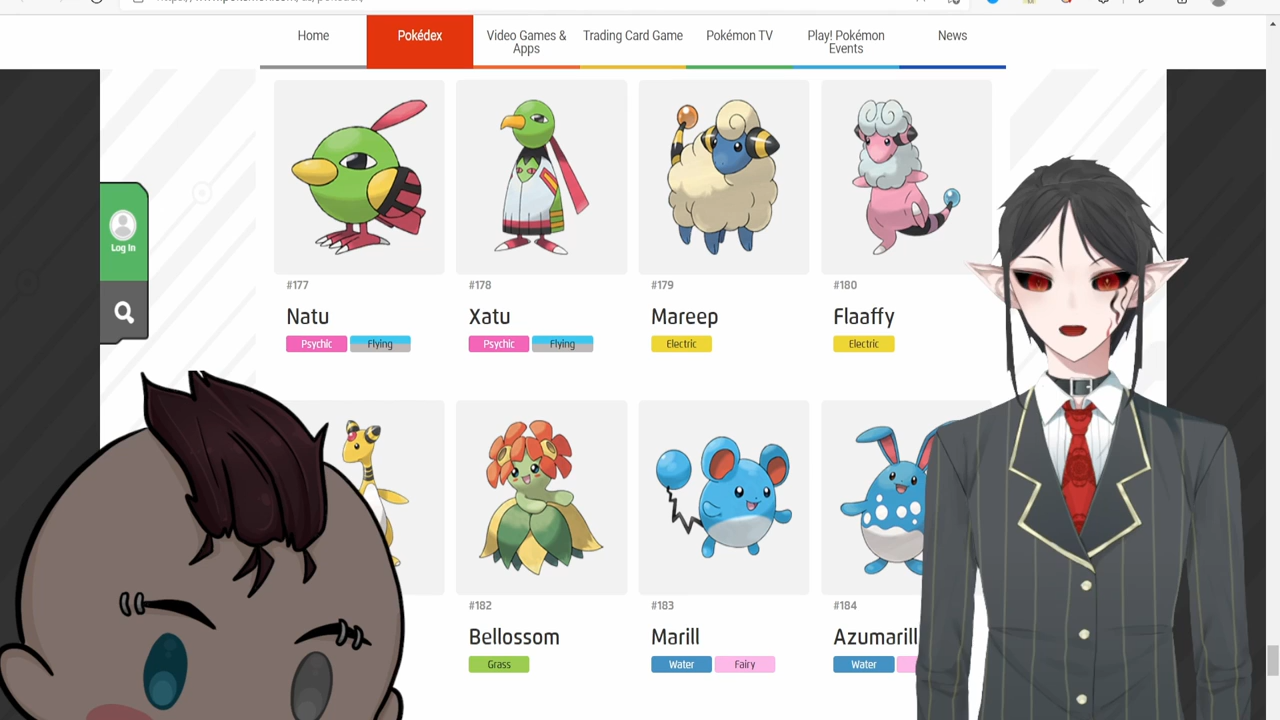 Home
Pokédex
Video Games &
Apps
Trading Card Game
Pokémon TV
Play! Pokémon
Events
News
Log In
#177
#178
#179
#180
Natu
Xatu
Mareep
Flaaffy
Psychic
Flying
Psychic
Flying
Electric
Electric
#182
#183
#184
Bellossom
Marill
Azumarill
Grass
Water
Fairy
Water